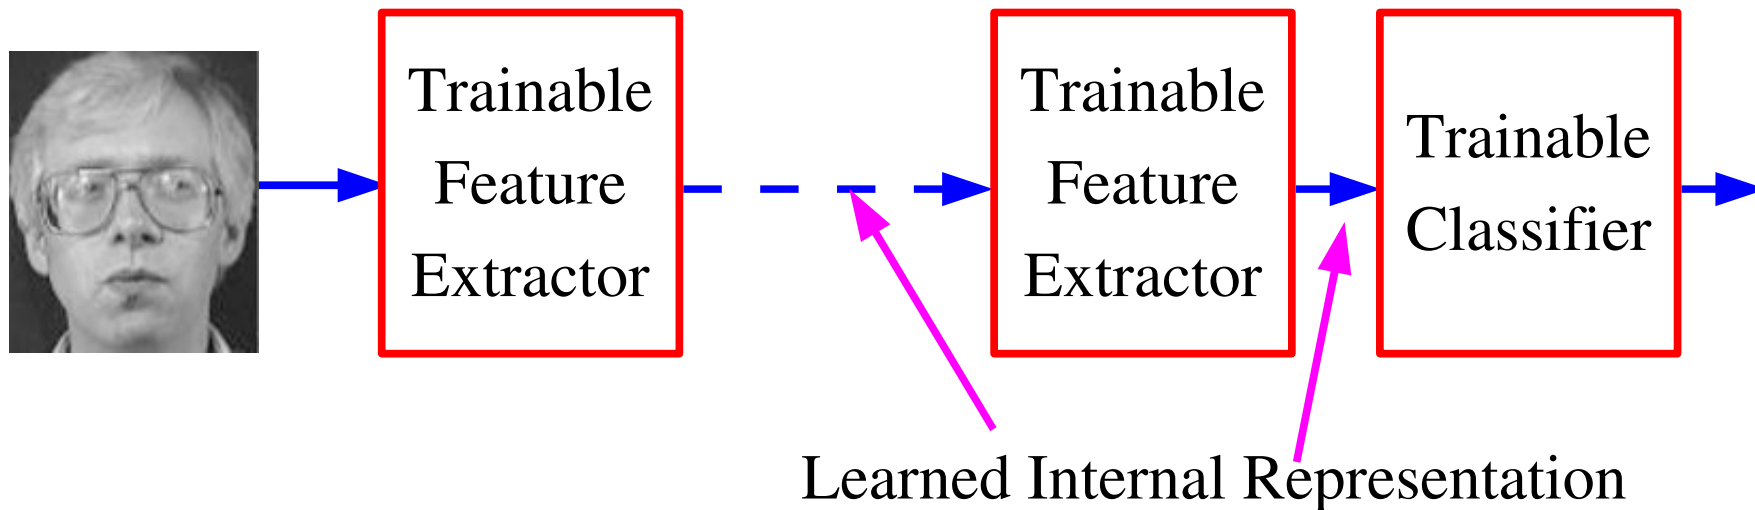 Trainable
Feature
Extractor
Trainable
Feature
Extractor
Trainable
Classifier
Learned Internal Representation